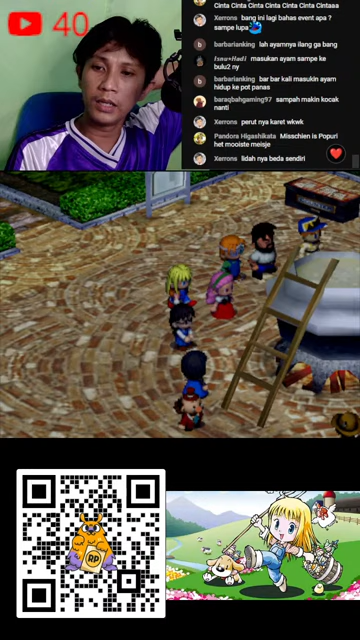 40
Cinta Cinta Cinta Cinta Cinta Cintaa
Xerrons bang ini lagi bahas event apa ?
sampe lupa
barbarianking lah ayamnya ilang ga bang
masukan ayam sampe ke
bulu2 ny
barbarianking bar bar kali masukin ayam
hidup ke pot panas
baraqbahgaming97 sampah makin kocak
nanti
Xerrons perut nya karet wkwk
Pandora Higashikata Misschien is Popuri
het mooiste meisje
Xerrons lidah nya beda sendiri
RP